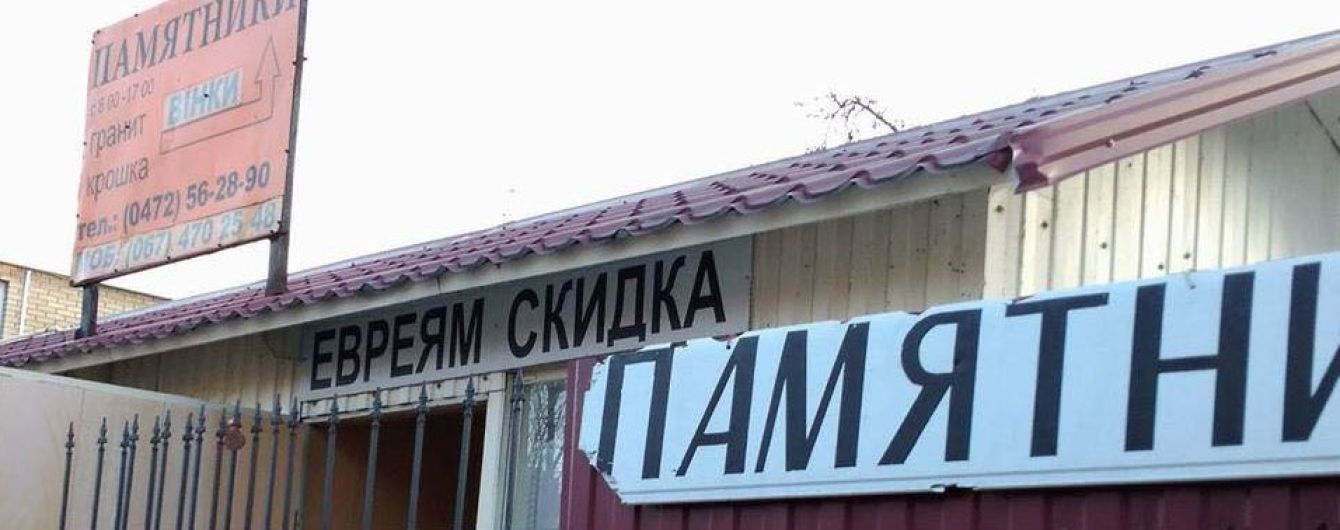 ПАМЯТНИКИ
с 8 00 -17 00
ВІНКИ
гранит
крошка
тел.: (0472) 56-28-90
МОБ: (067) 470 25 48
ЕВРЕЯМ СКИДКА
ПАМЯТНИ